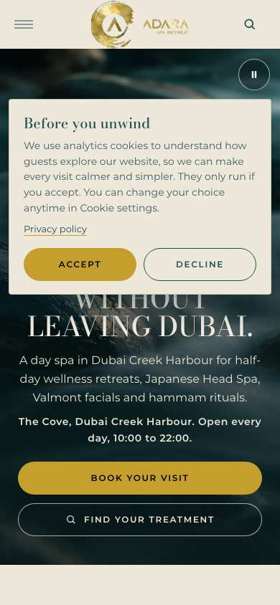 ADARA
SPA RETREAT
Before you unwind
We use analytics cookies to understand how
guests explore our website, so we can make
every visit calmer and simpler. They only run if
you accept. You can change your choice
anytime in Cookie settings.
Privacy policy
ACCEPT
DECLINE
WITHOUT
LEAVING DUBAI.
A day spa in Dubai Creek Harbour for half-
day wellness retreats, Japanese Head Spa,
Valmont facials and hammam rituals.
The Cove, Dubai Creek Harbour. Open every
day, 10:00 to 22:00.
BOOK YOUR VISIT
FIND YOUR TREATMENT